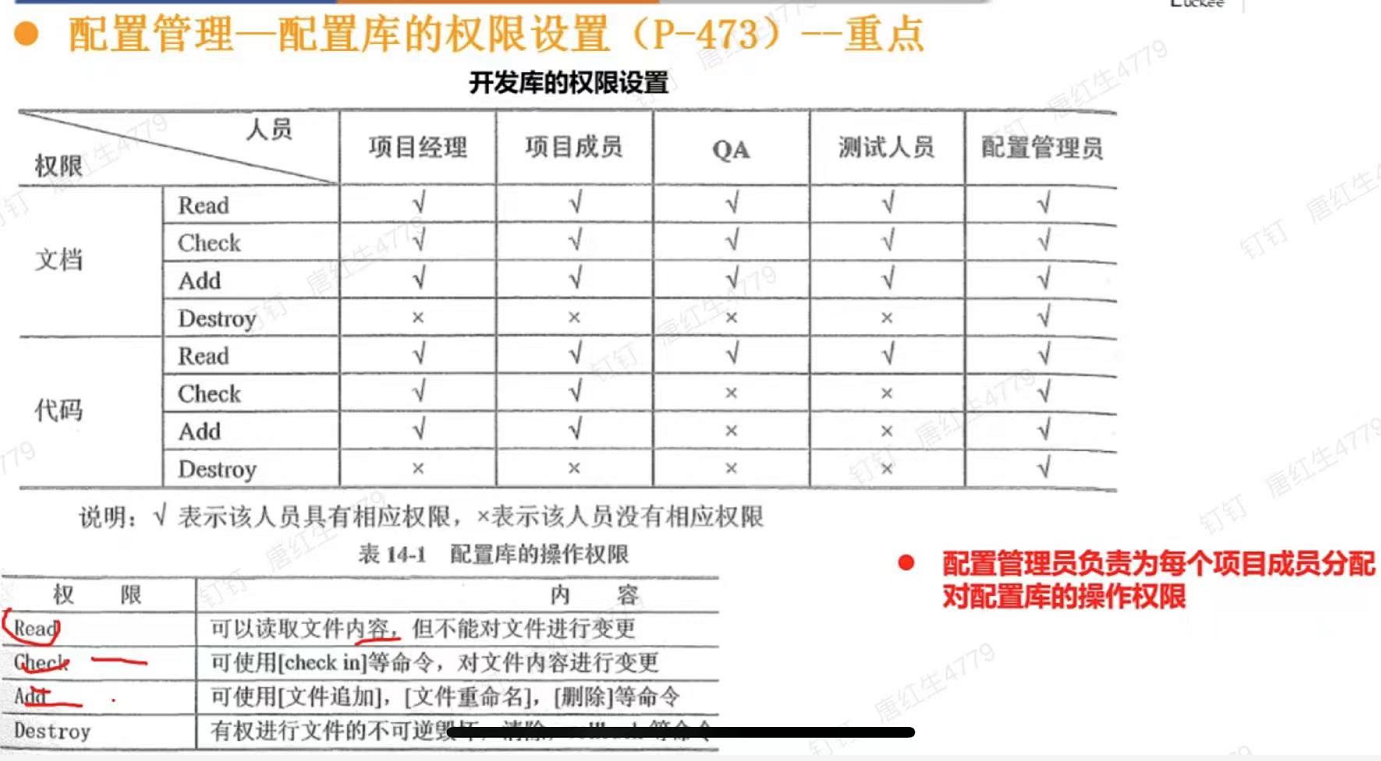 Luckee
● 配置管理—配置库的权限设置（P-473）--重点
开发库的权限设置
人员
权限 项目经理 项目成员 QA 测试人员 配置管理员
文档 Read √ √ √ √ √
Check √ √ √ √ √
Add √ √ √ √ √
Destroy × × × × √
代码 Read √ √ √ √ √
Check √ √ × × √
Add √ √ × × √
Destroy × × × × √
说明：√ 表示该人员具有相应权限，×表示该人员没有相应权限
表 14-1 配置库的操作权限
权 限 内 容
Read 可以读取文件内容，但不能对文件进行变更
Check 可使用[check in]等命令，对文件内容进行变更
Add 可使用[文件追加]，[文件重命名]，[删除]等命令
Destroy 有权进行文件的不可逆毁坏，清除，rollback 等命令
● 配置管理员负责为每个项目成员分配
对配置库的操作权限
钉钉 唐红生4779